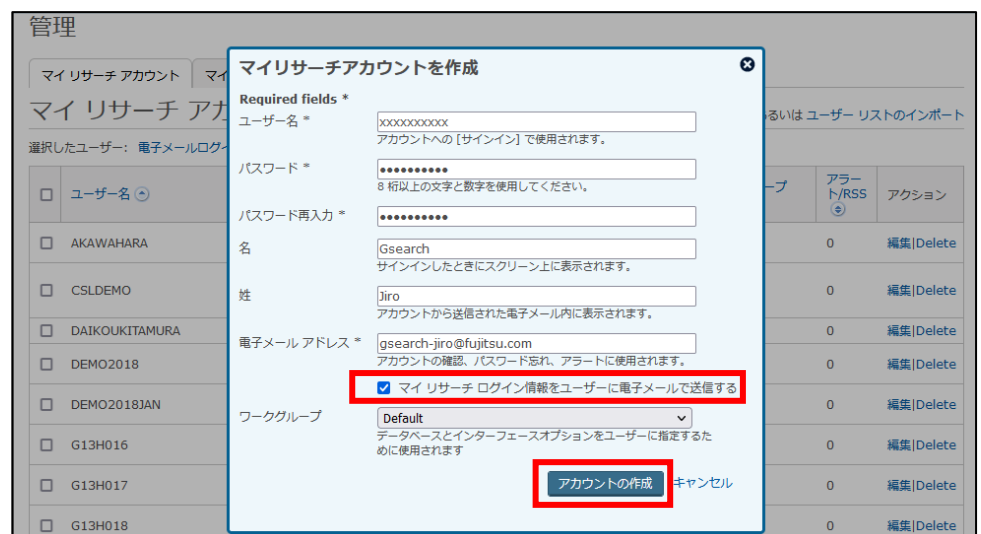 管理
マイ リサーチ アカウント
マイ
マイ リサーチ アカ
るいは ユーザー リストのインポート
選択したユーザー: 電子メールログイ
ユーザー名
ープ
アラー
ト/RSS
アクション
AKAWAHARA
0
編集|Delete
CSLDEMO
0
編集|Delete
DAIKOUKITAMURA
0
編集|Delete
DEMO2018
0
編集|Delete
DEMO2018JAN
0
編集|Delete
G13H016
0
編集|Delete
G13H017
0
編集|Delete
G13H018
0
編集|Delete
マイリサーチアカウントを作成
Required fields *
ユーザー名 *
xxxxxxxxxx
アカウントへの [サインイン] で使用されます。
パスワード *
••••••••••
8 桁以上の文字と数字を使用してください。
パスワード再入力 *
••••••••••
名
Gsearch
サインインしたときにスクリーン上に表示されます。
姓
Jiro
アカウントから送信された電子メール内に表示されます。
電子メール アドレス *
gsearch-jiro@fujitsu.com
アカウントの確認、パスワード忘れ、アラートに使用されます。
マイ リサーチ ログイン情報をユーザーに電子メールで送信する
ワークグループ
Default
データベースとインターフェースオプションをユーザーに指定するた
めに使用されます
アカウントの作成
キャンセル